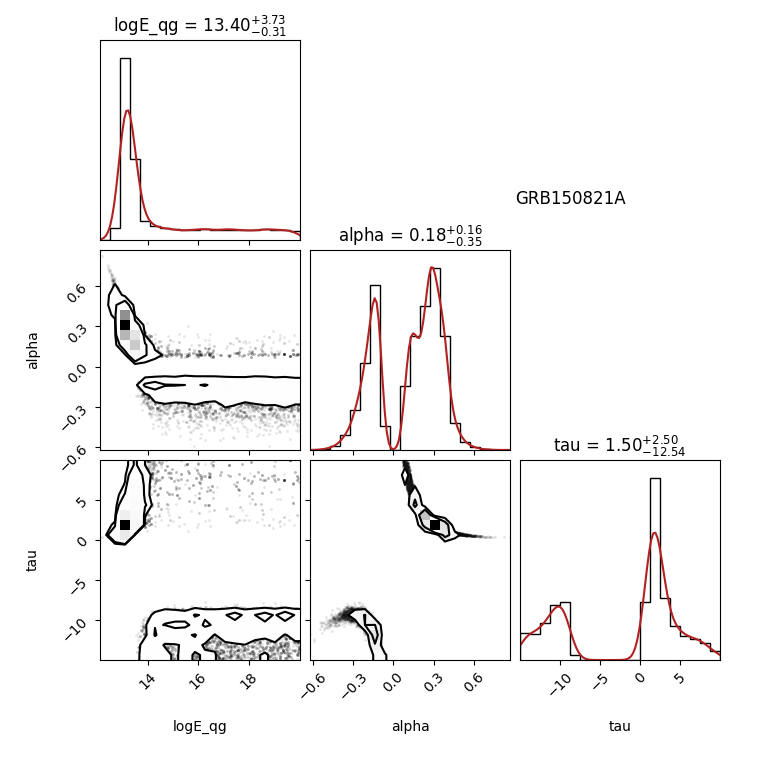 logE_qg = 13.40+3.73 −0.31
GRB150821A
alpha = 0.18+0.16 −0.35
0.6
0.3
0.0
−0.3
−0.6
alpha
tau = 1.50+2.50 −12.54
5
0
−5
−10
tau
14 16 18
−0.6 −0.3 0.0 0.3 0.6
−10 −5 0 5
logE_qg alpha tau